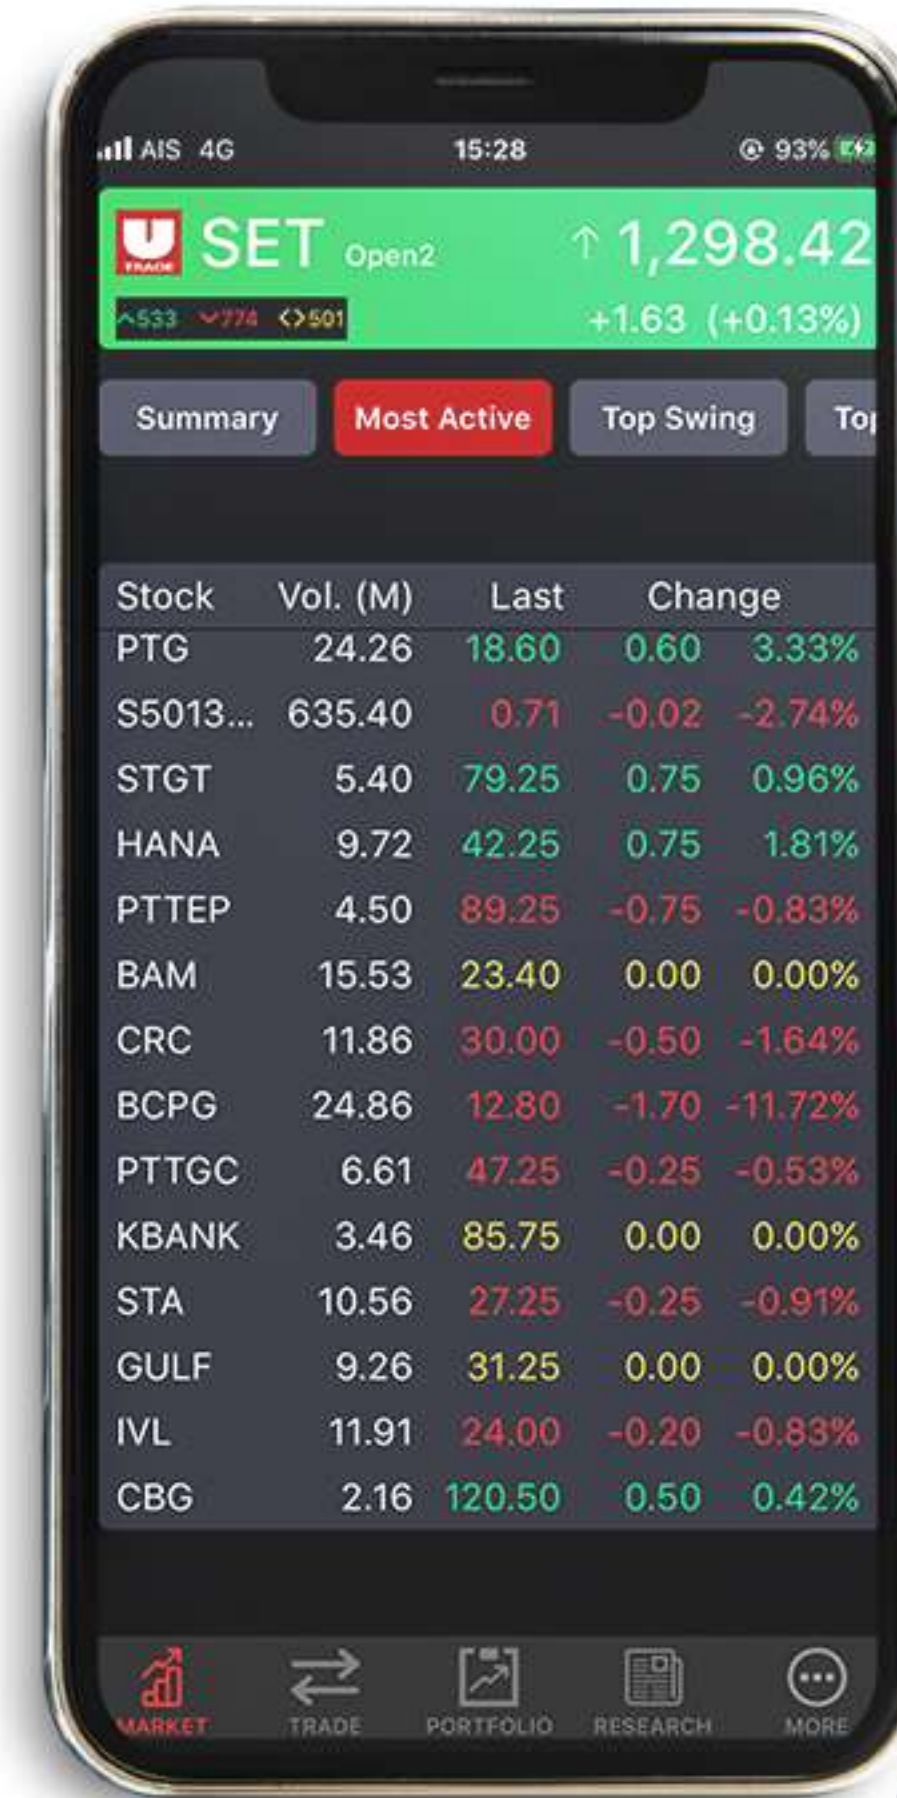 AIS 4G 15:28 93%
U TRADE SET Open2 ↑ 1,298.42
533 774 501 +1.63 (+0.13%)
Summary Most Active Top Swing Top
Stock Vol. (M) Last Change
PTG 24.26 18.60 0.60 3.33%
S5013... 635.40 0.71 -0.02 -2.74%
STGT 5.40 79.25 0.75 0.96%
HANA 9.72 42.25 0.75 1.81%
PTTEP 4.50 89.25 -0.75 -0.83%
BAM 15.53 23.40 0.00 0.00%
CRC 11.86 30.00 -0.50 -1.64%
BCPG 24.86 12.80 -1.70 -11.72%
PTTGC 6.61 47.25 -0.25 -0.53%
KBANK 3.46 85.75 0.00 0.00%
STA 10.56 27.25 -0.25 -0.91%
GULF 9.26 31.25 0.00 0.00%
IVL 11.91 24.00 -0.20 -0.83%
CBG 2.16 120.50 0.50 0.42%
MARKET TRADE PORTFOLIO RESEARCH MORE